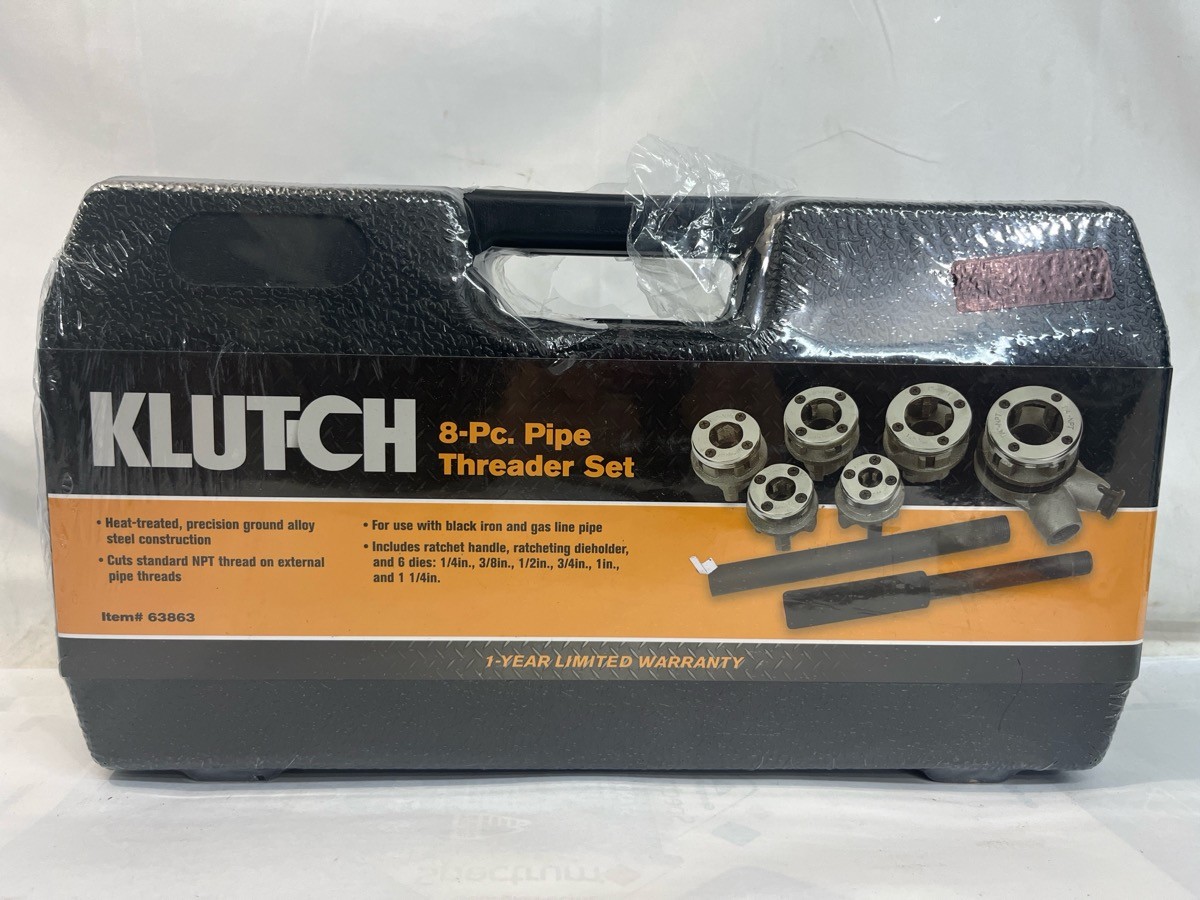 KLUTCH
8-Pc. Pipe
Threader Set
• Heat-treated, precision ground alloy
steel construction
• Cuts standard NPT thread on external
pipe threads
Item# 63863
• For use with black iron and gas line pipe
• Includes ratchet handle, ratcheting dieholder,
and 6 dies: 1/4in., 3/8in., 1/2in., 3/4in., 1in.,
and 1 1/4in.
1-YEAR LIMITED WARRANTY
Spectrum